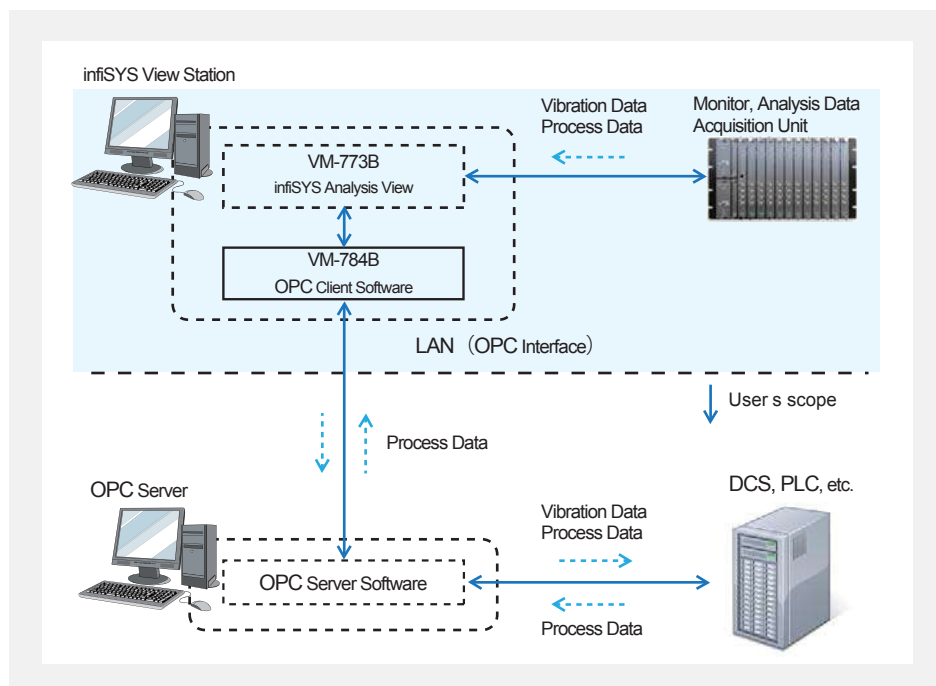 infiSYS View Station
Vibration Data
Process Data
Monitor, Analysis Data
Acquisition Unit
VM-773B
infiSYS Analysis View
VM-784B
OPC Client Software
LAN（OPC Interface）
User s scope
Process Data
OPC Server
DCS, PLC, etc.
Vibration Data
Process Data
OPC Server Software
Process Data